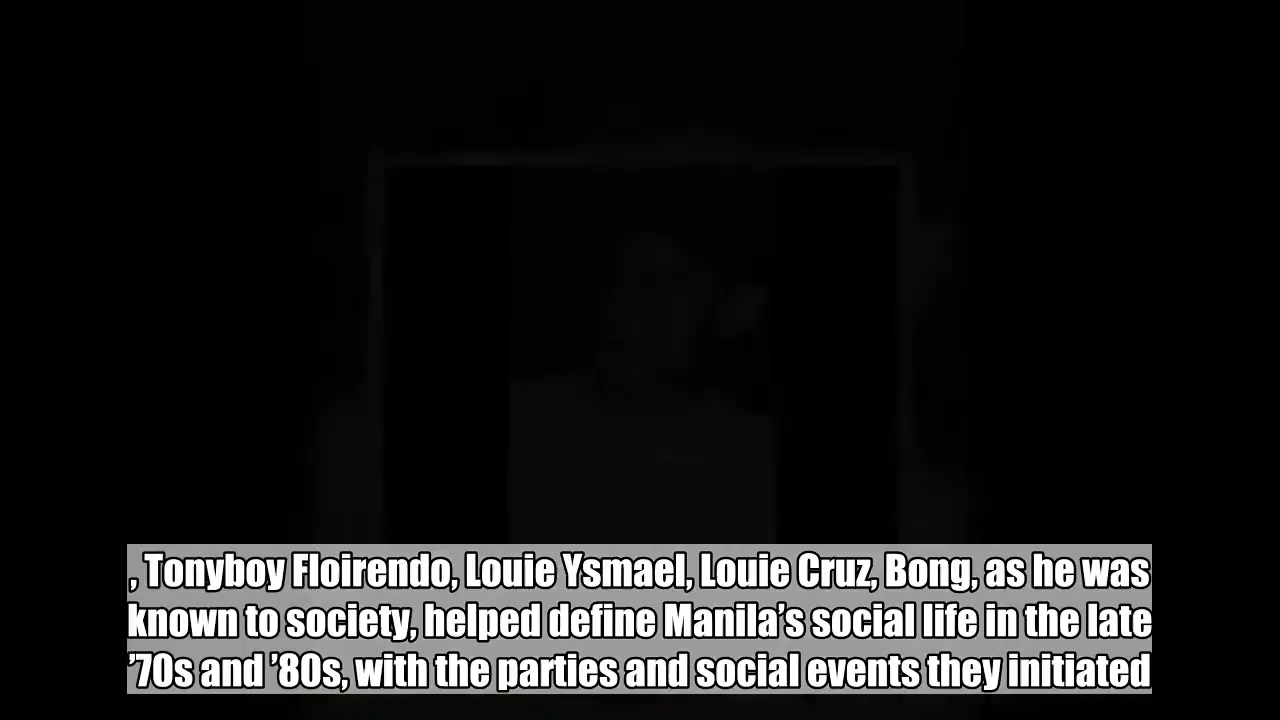 , Tonyboy Floirendo, Louie Ysmael, Louie Cruz, Bong, as he was
known to society, helped define Manila’s social life in the late
’70s and ’80s, with the parties and social events they initiated